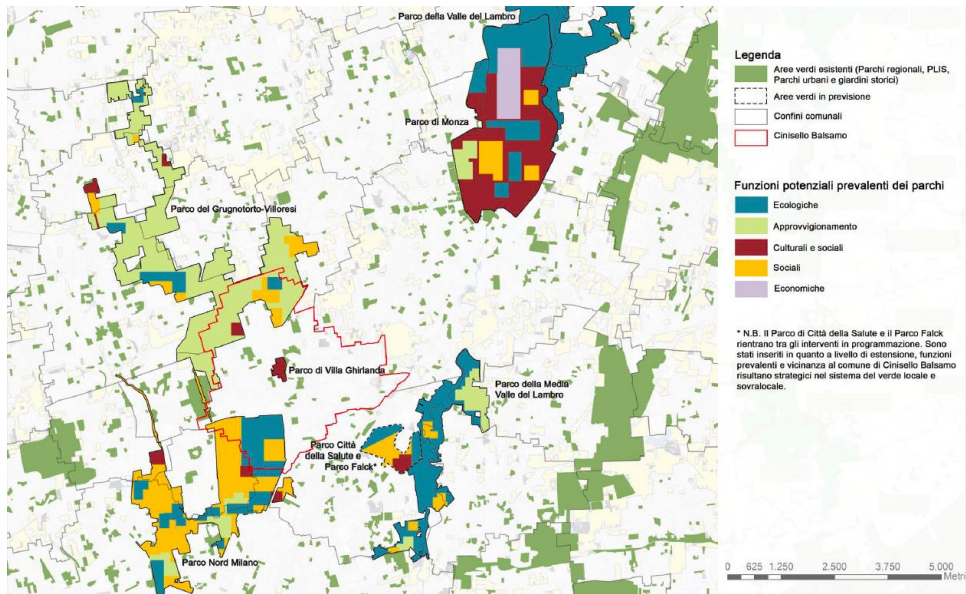 Parco della Valle del Lambro
Parco di Monza
Parco del Grugnotorto-Villoresi
Parco di Villa Ghirlanda
Parco della Media
Valle del Lambro
Parco Città
della Salute e
Parco Falck*
Parco Nord Milano
Legenda
Aree verdi esistenti (Parchi regionali, PLIS,
Parchi urbani e giardini storici)
Aree verdi in previsione
Confini comunali
Cinisello Balsamo
Funzioni potenziali prevalenti dei parchi
Ecologiche
Approvvigionamento
Culturali e sociali
Sociali
Economiche
* N.B. Il Parco di Città della Salute e il Parco Falck
rientrano tra gli interventi in programmazione. Sono
stati inseriti in quanto a livello di estensione, funzioni
prevalenti e vicinanza al comune di Cinisello Balsamo
risultano strategici nel sistema del verde locale e
sovralocale.
0 625 1.250 2.500 3.750 5.000
Metri